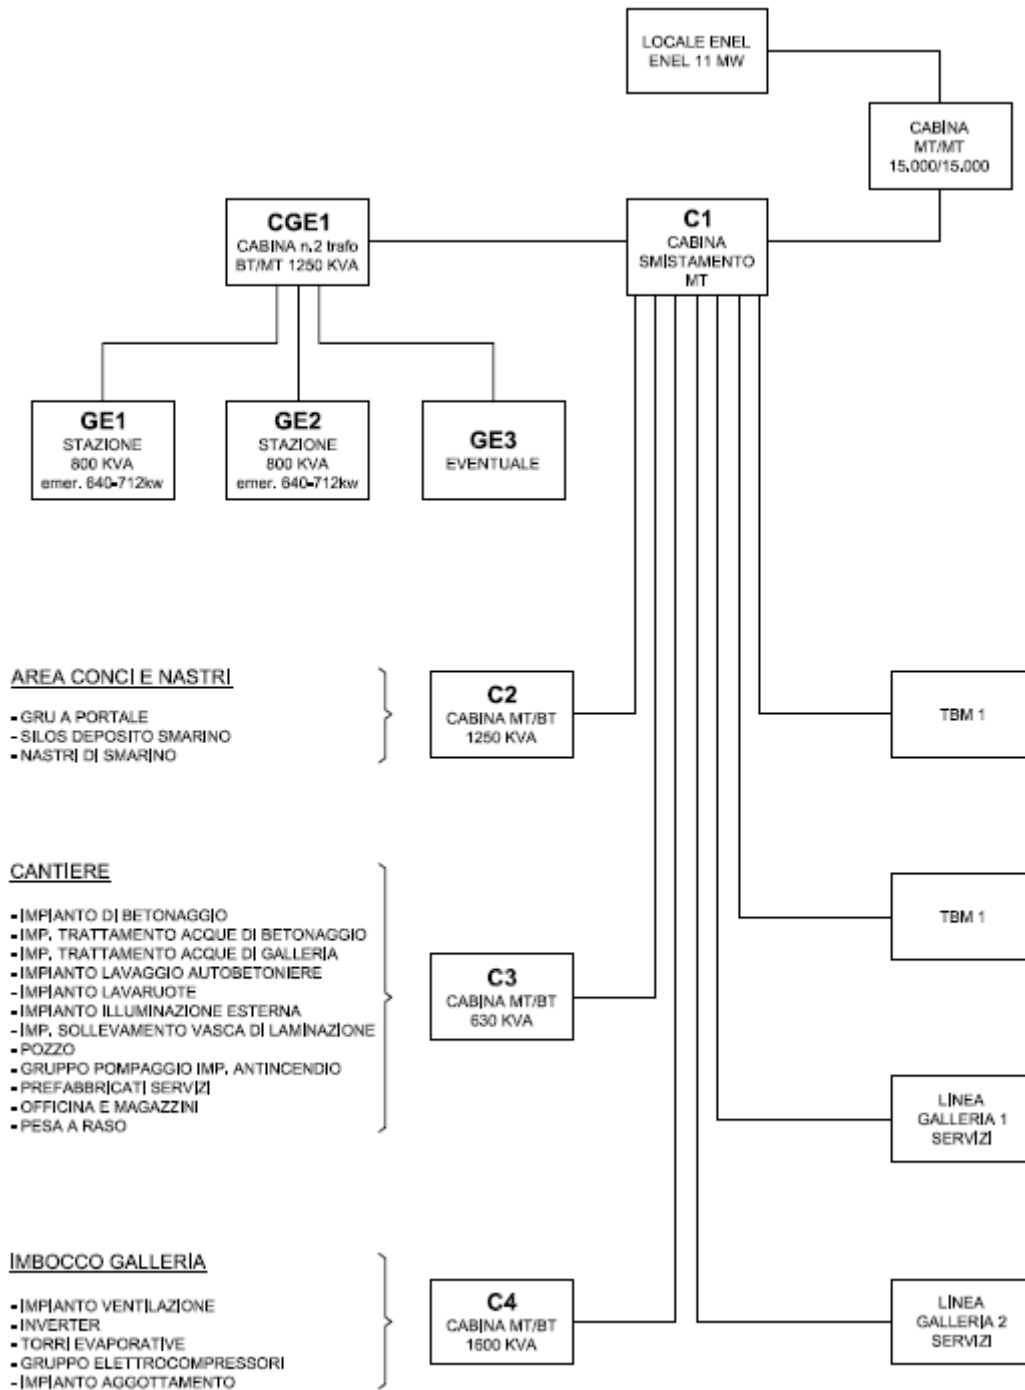 LOCALE ENEL
ENEL 11 MW
CABINA
MT/MT
15.000/15.000
CGE1
CABINA n.2 trafo
BT/MT 1250 KVA
C1
CABINA
SMISTAMENTO
MT
GE1
STAZIONE
800 KVA
emer. 640-712kw
GE2
STAZIONE
800 KVA
emer. 640-712kw
GE3
EVENTUALE
AREA CONCI E NASTRI
- GRU A PORTALE
- SILOS DEPOSITO SMARINO
- NASTRI DI SMARINO
C2
CABINA MT/BT
1250 KVA
TBM 1
CANTIERE
- IMPIANTO DI BETONAGGIO
- IMP. TRATTAMENTO ACQUE DI BETONAGGIO
- IMP. TRATTAMENTO ACQUE DI GALLERIA
- IMPIANTO LAVAGGIO AUTOBETONIERE
- IMPIANTO LAVARUOTE
- IMPIANTO ILLUMINAZIONE ESTERNA
- IMP. SOLLEVAMENTO VASCA DI LAMINAZIONE
- POZZO
- GRUPPO POMPAGGIO IMP. ANTINCENDIO
- PREFABBRICATI SERVIZI
- OFFICINA E MAGAZZINI
- PESA A RASO
C3
CABINA MT/BT
630 KVA
TBM 1
LINEA
GALLERIA 1
SERVIZI
IMBOCCO GALLERIA
- IMPIANTO VENTILAZIONE
- INVERTER
- TORRI EVAPORATIVE
- GRUPPO ELETTROCOMPRESSORI
- IMPIANTO AGGOTTAMENTO
C4
CABINA MT/BT
1600 KVA
LINEA
GALLERIA 2
SERVIZI